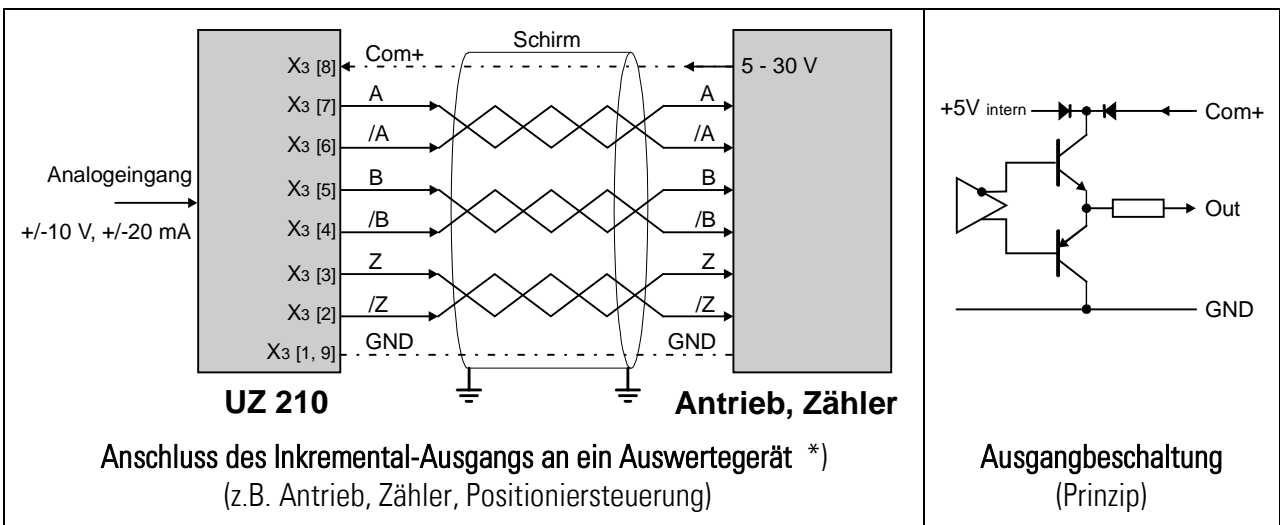 Schirm
X3 [8] Com+ 5 - 30 V
X3 [7] A A
X3 [6] /A /A
Analogeingang
X3 [5] B B
+/-10 V, +/-20 mA
X3 [4] /B /B
X3 [3] Z Z
X3 [2] /Z /Z
X3 [1, 9] GND GND
UZ 210
Antrieb, Zähler
Anschluss des Inkremental-Ausgangs an ein Auswertegerät *)
(z.B. Antrieb, Zähler, Positioniersteuerung)
+5V intern
Com+
Out
GND
Ausgangbeschaltung
(Prinzip)